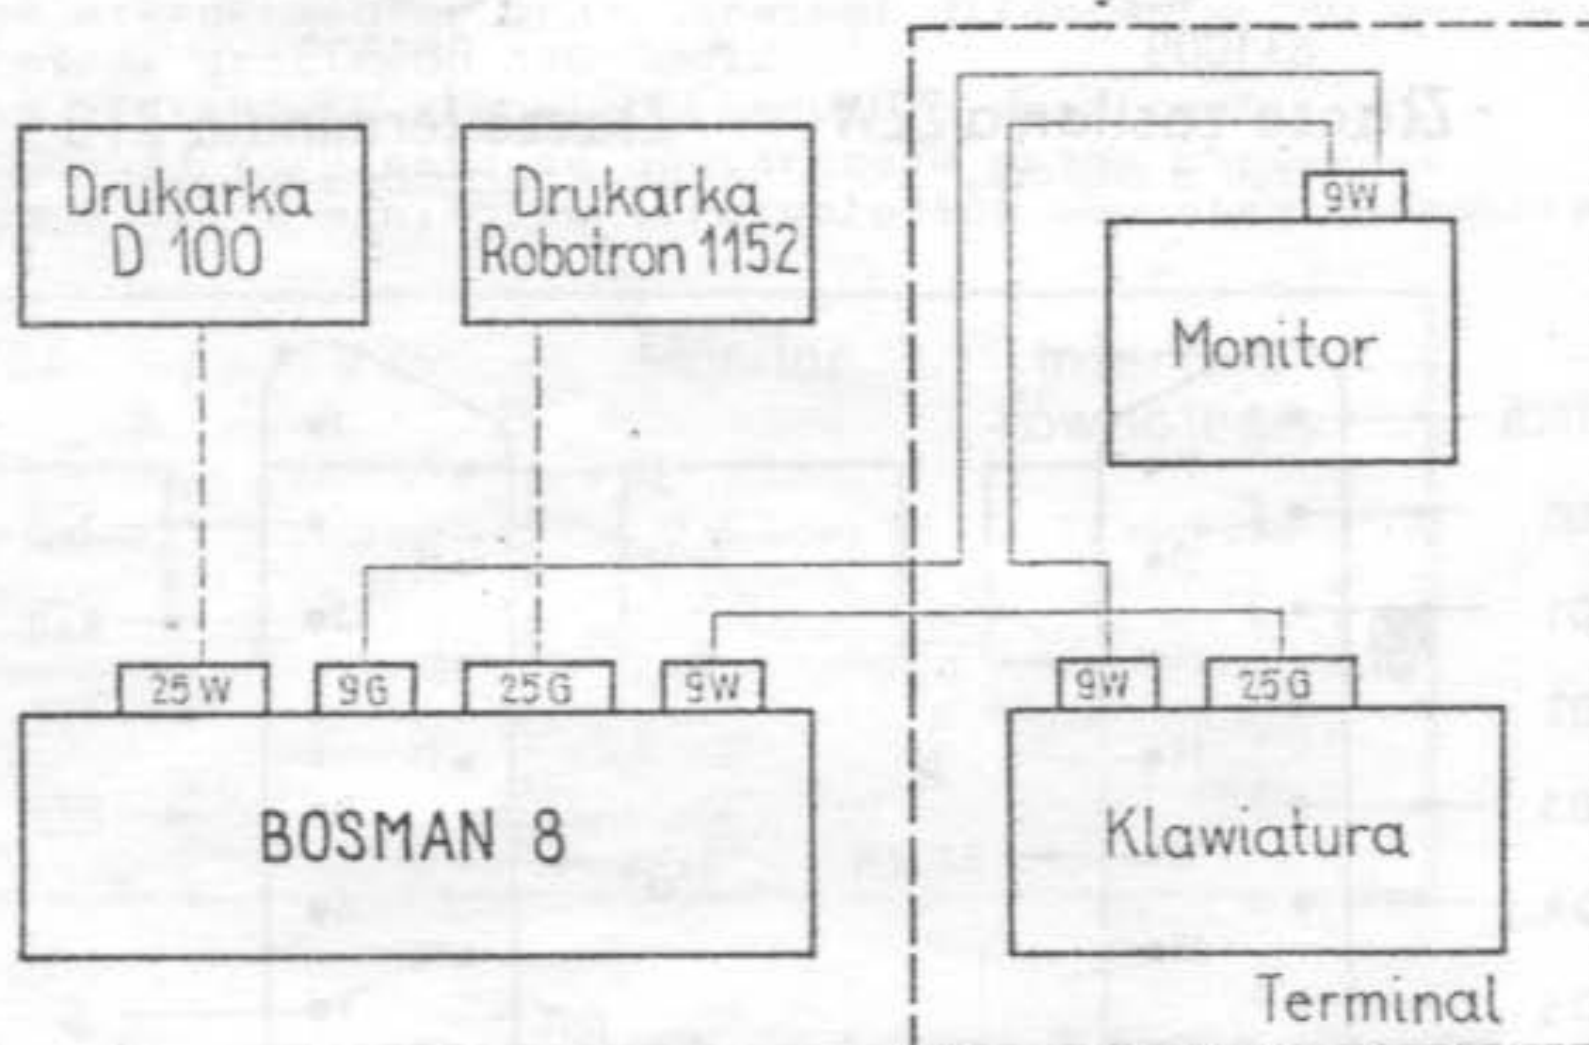 Drukarka
D 100
Drukarka
Robotron 1152
9W
Monitor
25W
9G
25G
9W
9W
25G
BOSMAN 8
Klawiatura
Terminal